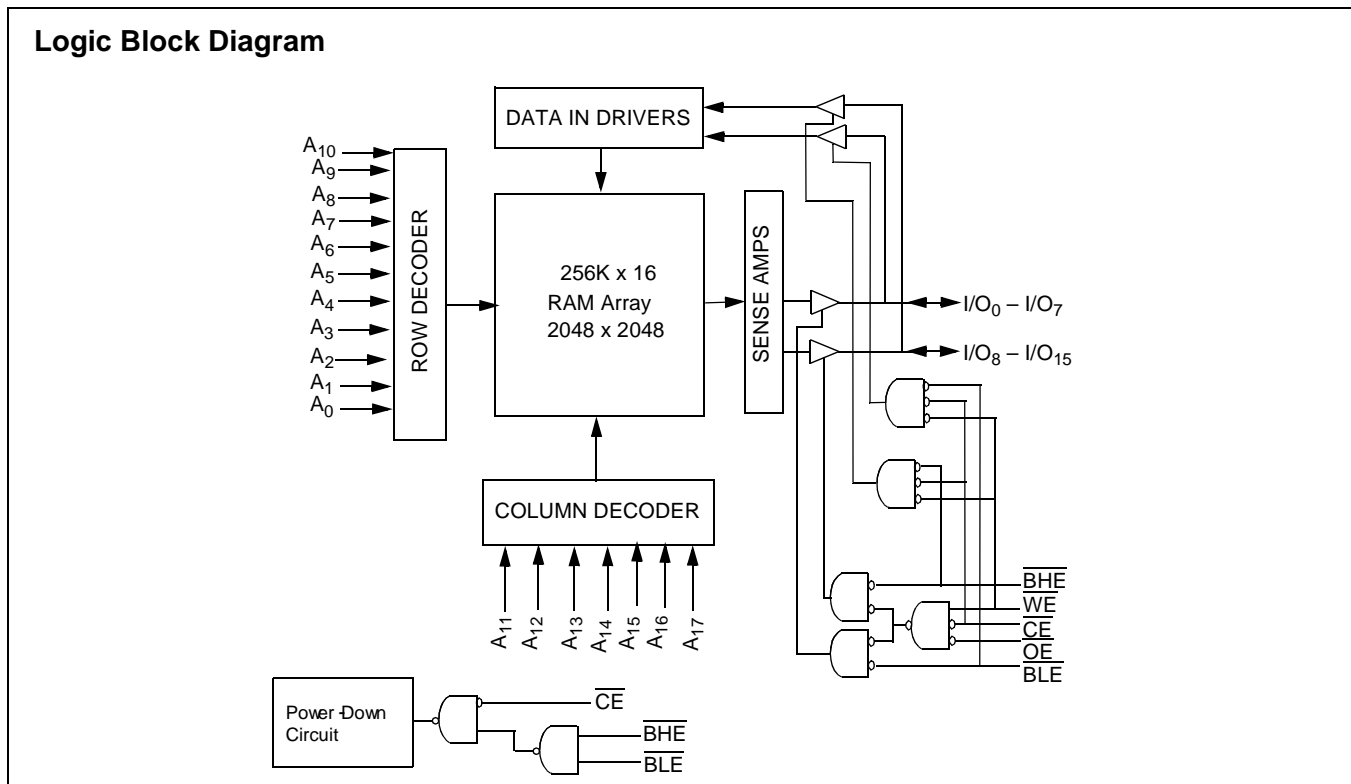 Logic Block Diagram
DATA IN DRIVERS
A10
A9
A8
A7
A6
A5
A4
A3
A2
A1
A0
ROW DECODER
256K x 16
RAM Array
2048 x 2048
SENSE AMPS
I/O0 – I/O7
I/O8 – I/O15
COLUMN DECODER
A11
A12
A13
A14
A15
A16
A17
BHE
WE
CE
OE
BLE
Power-Down
Circuit
CE
BHE
BLE